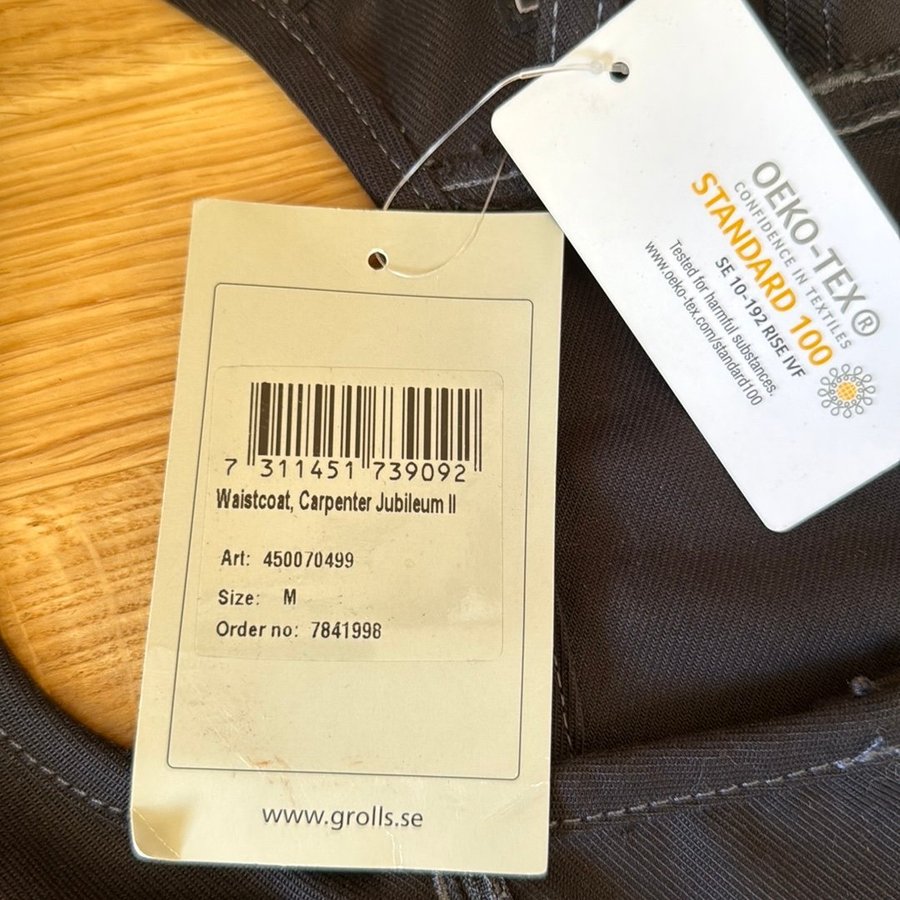 7 311451 739092
Waistcoat, Carpenter Jubileum II
Art: 450070499
Size: M
Order no: 7841998
www.grolls.se
OEKO-TEX®
CONFIDENCE IN TEXTILES
STANDARD 100
SE 10-192 RISE IVF
Tested for harmful substances.
www.oeko-tex.com/standard100